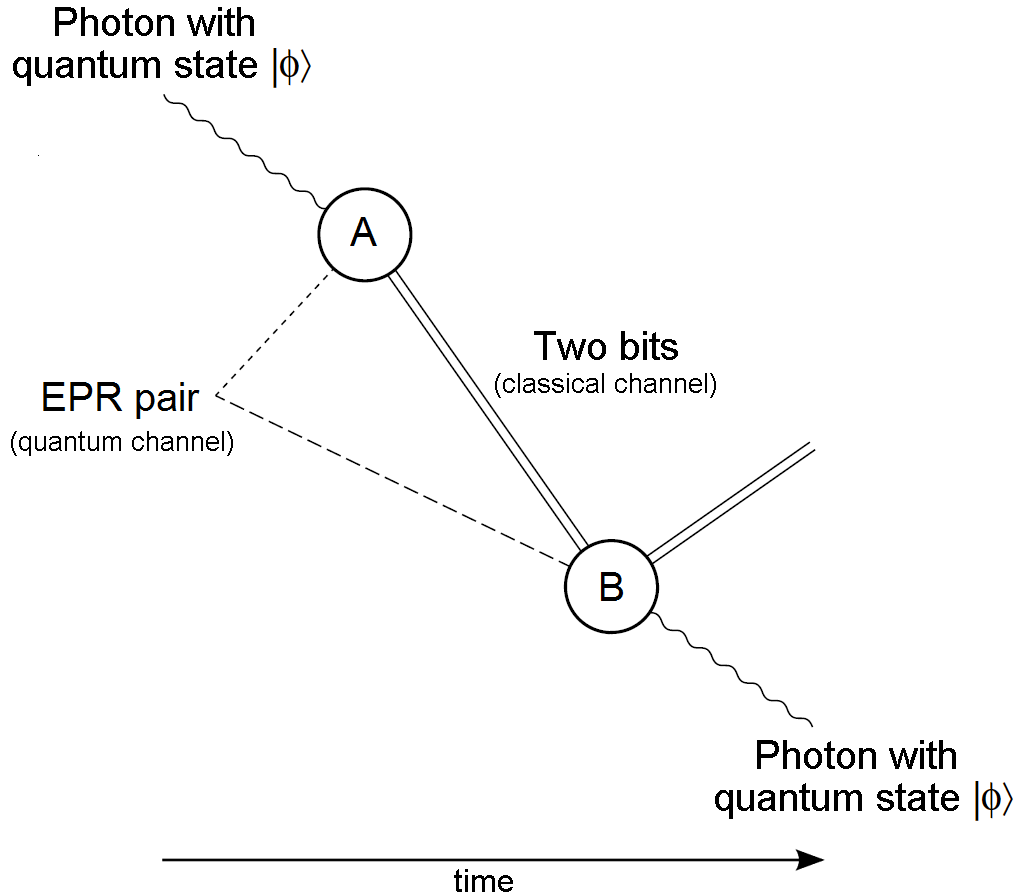 Photon with
quantum state |ϕ⟩
A
Two bits
(classical channel)
EPR pair
(quantum channel)
B
Photon with
quantum state |ϕ⟩
time